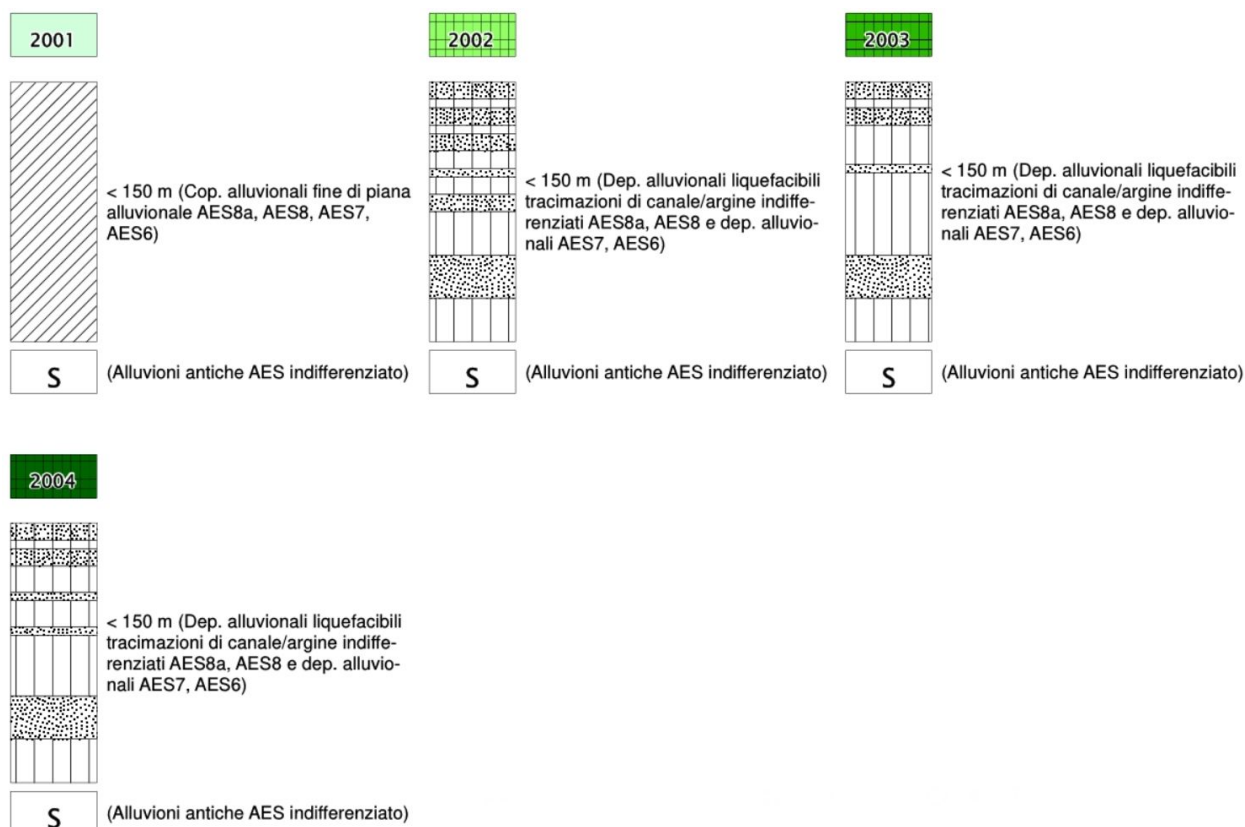 2001
< 150 m (Cop. alluvionali fine di piana
alluvionale AES8a, AES8, AES7,
AES6)
S
(Alluvioni antiche AES indifferenziato)
2002
< 150 m (Dep. alluvionali liquefacibili
tracimazioni di canale/argine indiffe-
renziati AES8a, AES8 e dep. alluvio-
nali AES7, AES6)
S
(Alluvioni antiche AES indifferenziato)
2003
< 150 m (Dep. alluvionali liquefacibili
tracimazioni di canale/argine indiffe-
renziati AES8a, AES8 e dep. alluvio-
nali AES7, AES6)
S
(Alluvioni antiche AES indifferenziato)
2004
< 150 m (Dep. alluvionali liquefacibili
tracimazioni di canale/argine indiffe-
renziati AES8a, AES8 e dep. alluvio-
nali AES7, AES6)
S
(Alluvioni antiche AES indifferenziato)